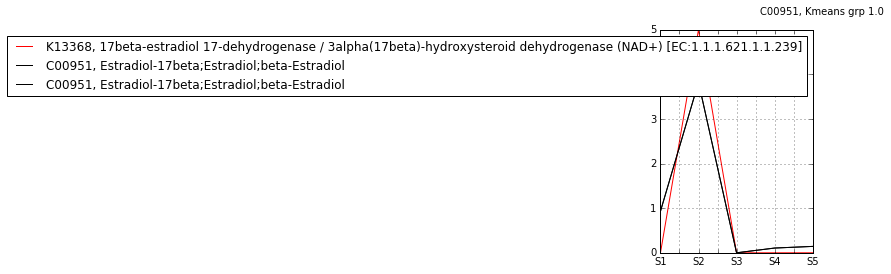 C00951, Kmeans grp 1.0
K13368, 17beta-estradiol 17-dehydrogenase / 3alpha(17beta)-hydroxysteroid dehydrogenase (NAD+) [EC:1.1.1.621.1.1.239]
C00951, Estradiol-17beta;Estradiol;beta-Estradiol
C00951, Estradiol-17beta;Estradiol;beta-Estradiol
5
3
2
1
0
S1 S2 S3 S4 S5